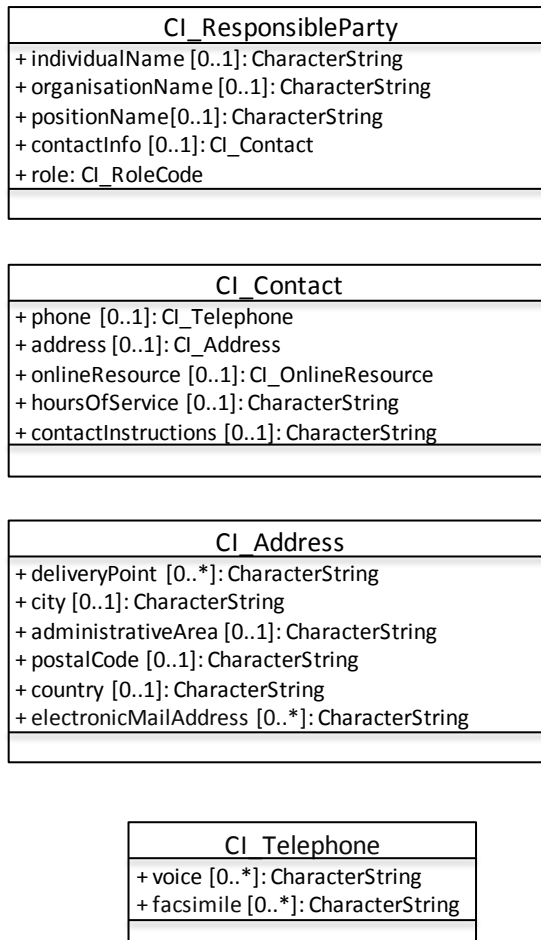 CI_ResponsibleParty
+ individualName [0..1]: CharacterString
+ organisationName [0..1]: CharacterString
+ positionName[0..1]: CharacterString
+ contactInfo [0..1]: CI_Contact
+ role: CI_RoleCode
CI_Contact
+ phone [0..1]: CI_Telephone
+ address [0..1]: CI_Address
+ onlineResource [0..1]: CI_OnlineResource
+ hoursOfService [0..1]: CharacterString
+ contactInstructions [0..1]: CharacterString
CI_Address
+ deliveryPoint [0..*]: CharacterString
+ city [0..1]: CharacterString
+ administrativeArea [0..1]: CharacterString
+ postalCode [0..1]: CharacterString
+ country [0..1]: CharacterString
+ electronicMailAddress [0..*]: CharacterString
CI_Telephone
+ voice [0..*]: CharacterString
+ facsimile [0..*]: CharacterString